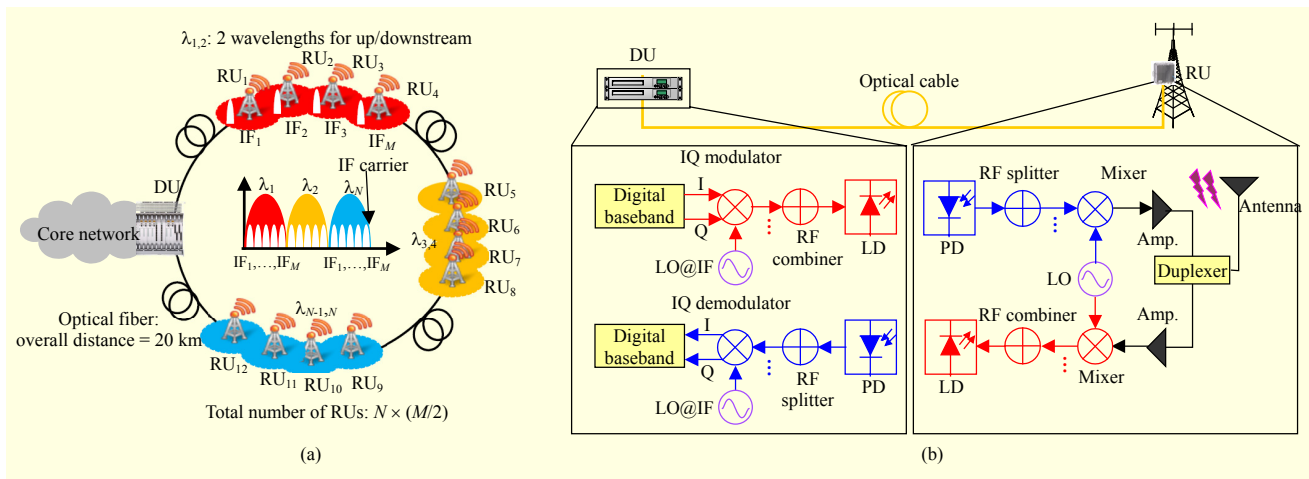 λ1,2: 2 wavelengths for up/downstream
RU1
RU2
RU3
RU4
IF1
IF2
IF3
IFM
IF carrier
DU
λ1
λ2
λN
RU5
RU6
RU7
RU8
λ3,4
Core network
IF1,…,IFM
IF1,…,IFM
λN-1,N
Optical fiber:
overall distance = 20 km
RU12
RU11
RU10
RU9
Total number of RUs: N × (M/2)
(a)
DU
Optical cable
RU
IQ modulator
Digital
baseband
I
Q
…
RF
combiner
LD
LO@IF
IQ demodulator
Digital
baseband
I
Q
…
RF
splitter
PD
LO@IF
RF splitter
Mixer
PD
…
Amp.
Antenna
LO
Duplexer
RF combiner
Amp.
LD
…
Mixer
(b)